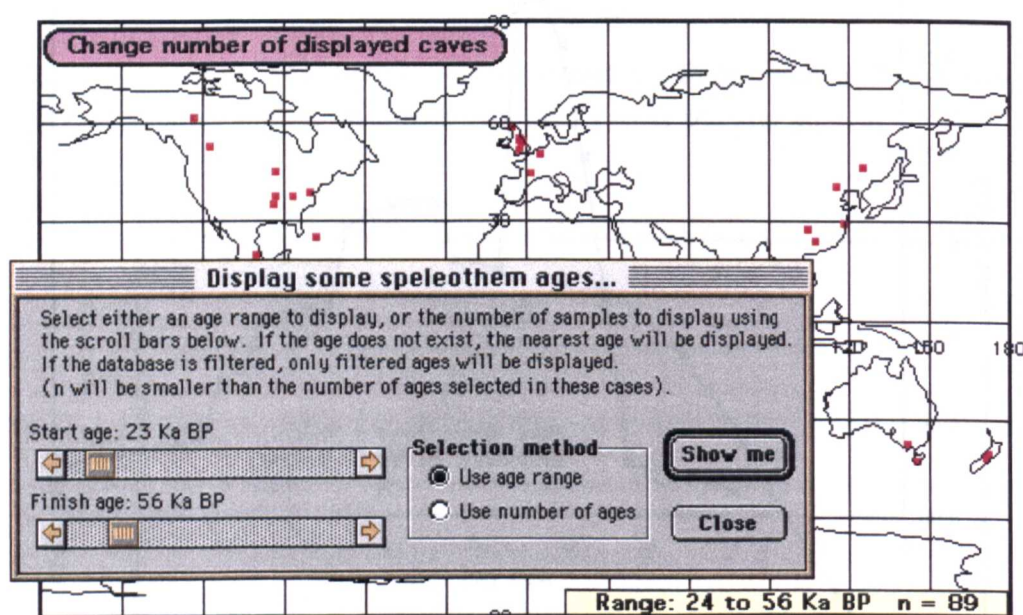 90
Change number of displayed caves
60
30
Display some speleothem ages...
Select either an age range to display, or the number of samples to display using
the scroll bars below. If the age does not exist, the nearest age will be displayed.
If the database is filtered, only filtered ages will be displayed.
(n will be smaller than the number of ages selected in these cases).
120 150 180
Start age: 23 Ka BP
Selection method
Show me
Use age range
Finish age: 56 Ka BP
Use number of ages
Close
Range: 24 to 56 Ka BP n = 89